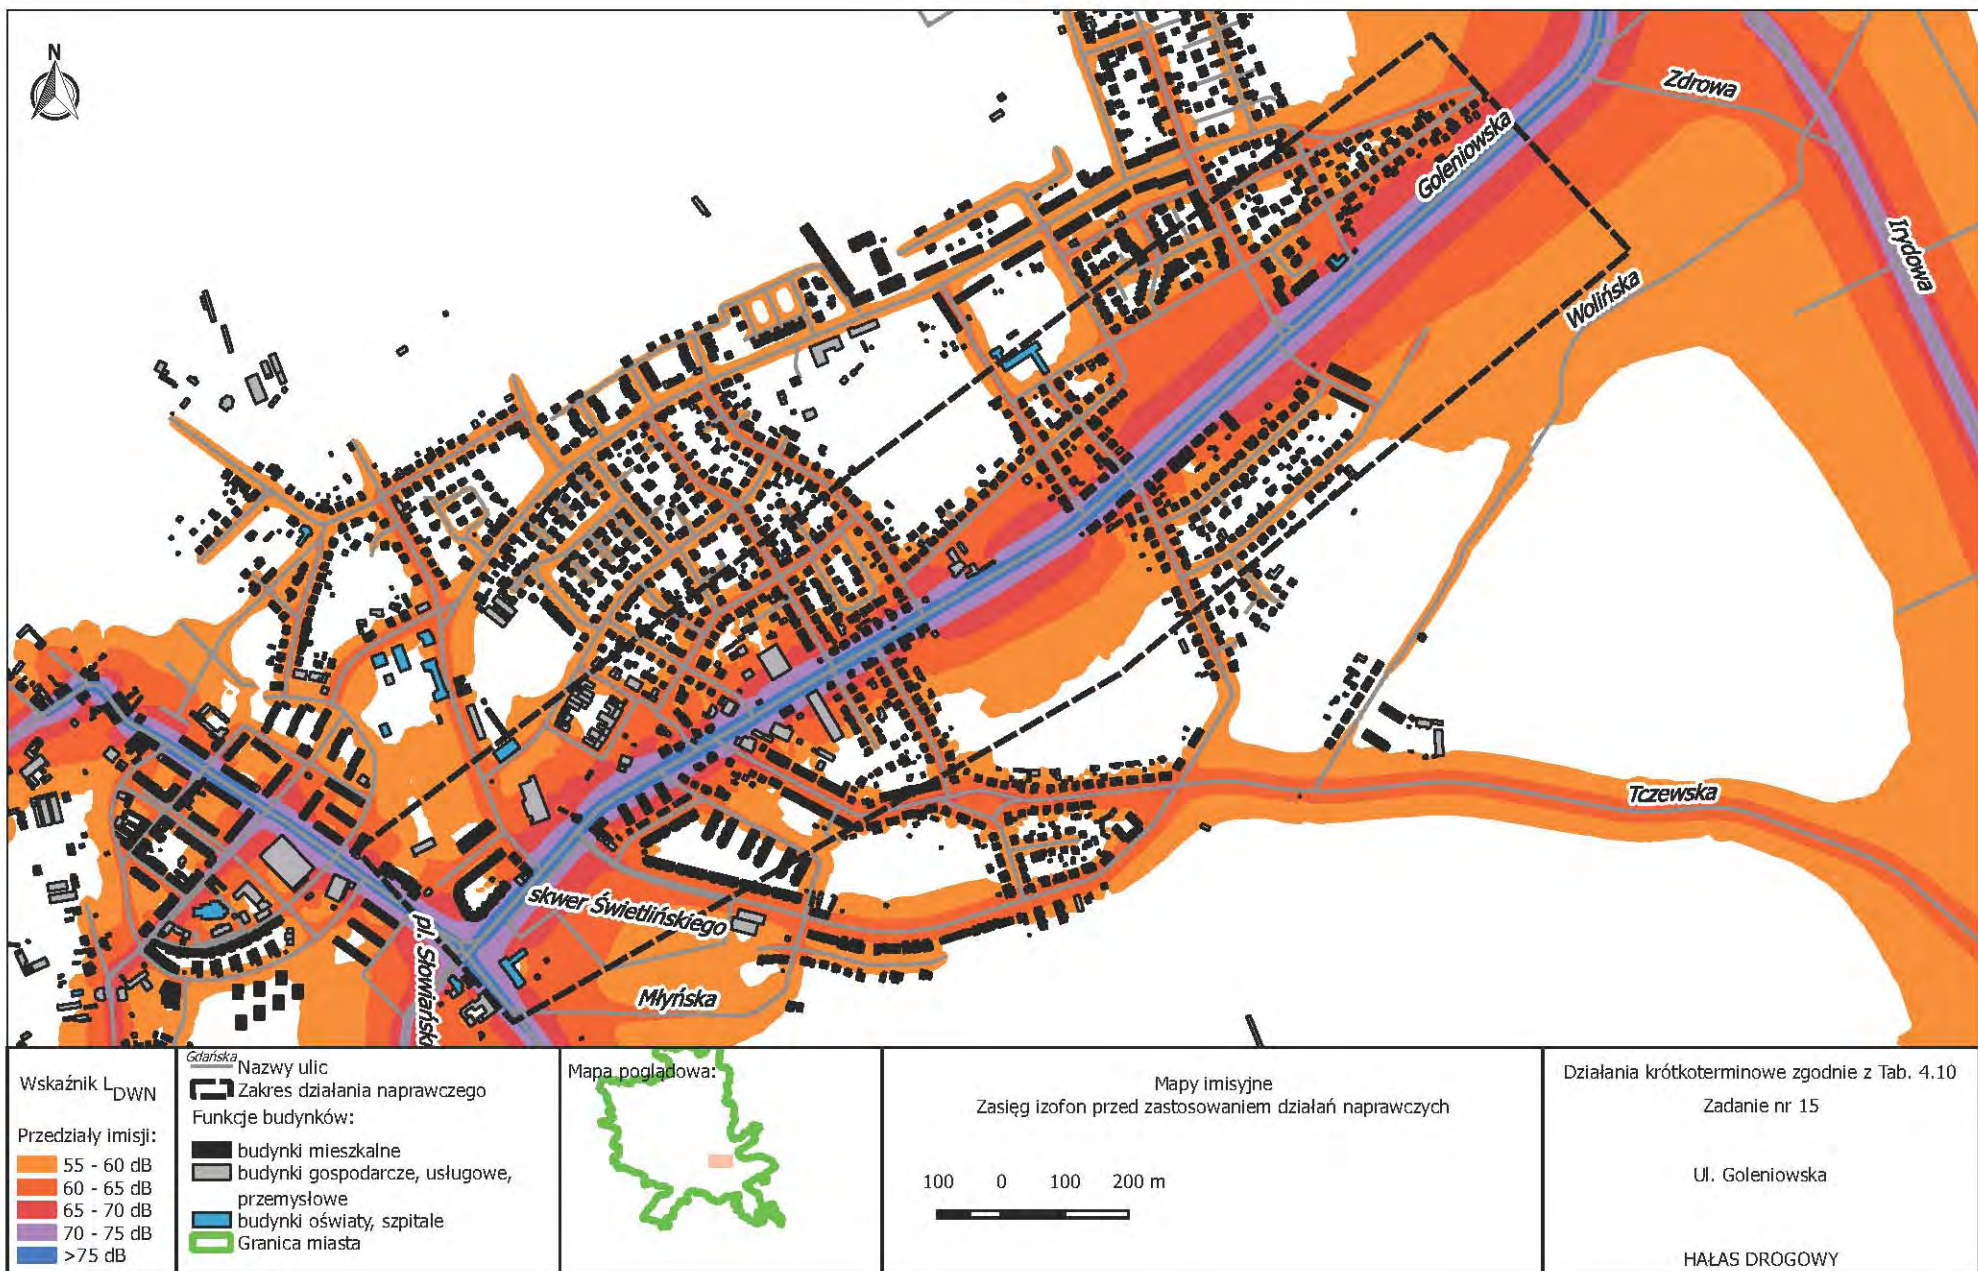 N
Zdrowa
Goleniowska
Irydowa
Wolińska
Tczewska
skwer Świetlińskiego
pl. Słowiański
Młyńska
Wskaźnik LDWN
Przedziały imisji:
55 - 60 dB
60 - 65 dB
65 - 70 dB
70 - 75 dB
>75 dB
Gdańska
Nazwy ulic
Zakres działania naprawczego
Funkcje budynków:
budynki mieszkalne
budynki gospodarcze, usługowe,
przemysłowe
budynki oświaty, szpitale
Granica miasta
Mapa poglądowa:
Mapy imisyjne
Zasięg izofon przed zastosowaniem działań naprawczych
100 0 100 200 m
Działania krótkoterminowe zgodnie z Tab. 4.10
Zadanie nr 15
Ul. Goleniowska
HAŁAS DROGOWY